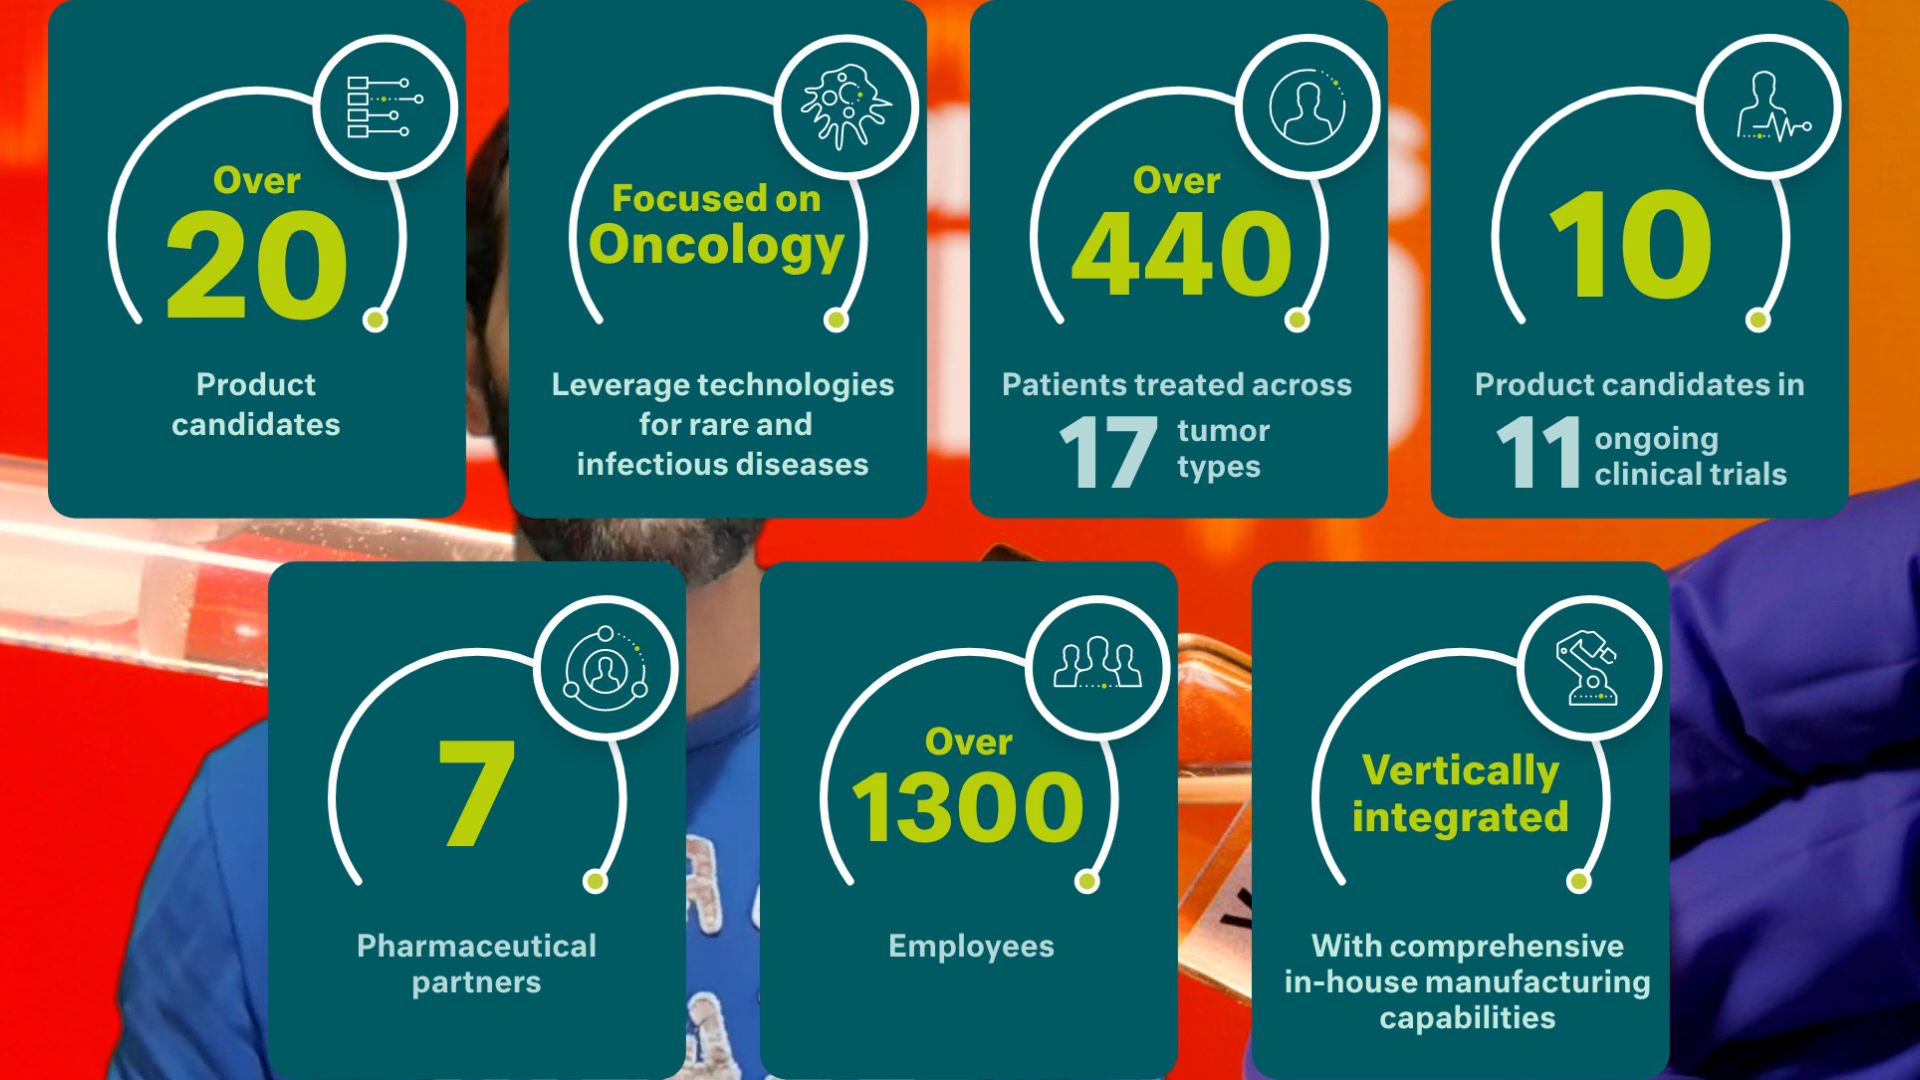 Over
20
Product
candidates
Focused on
Oncology
Leverage technologies
for rare and
infectious diseases
Over
440
Patients treated across
17 tumor
types
10
Product candidates in
11 ongoing
clinical trials
7
Pharmaceutical
partners
Over
1300
Employees
Vertically
integrated
With comprehensive
in-house manufacturing
capabilities